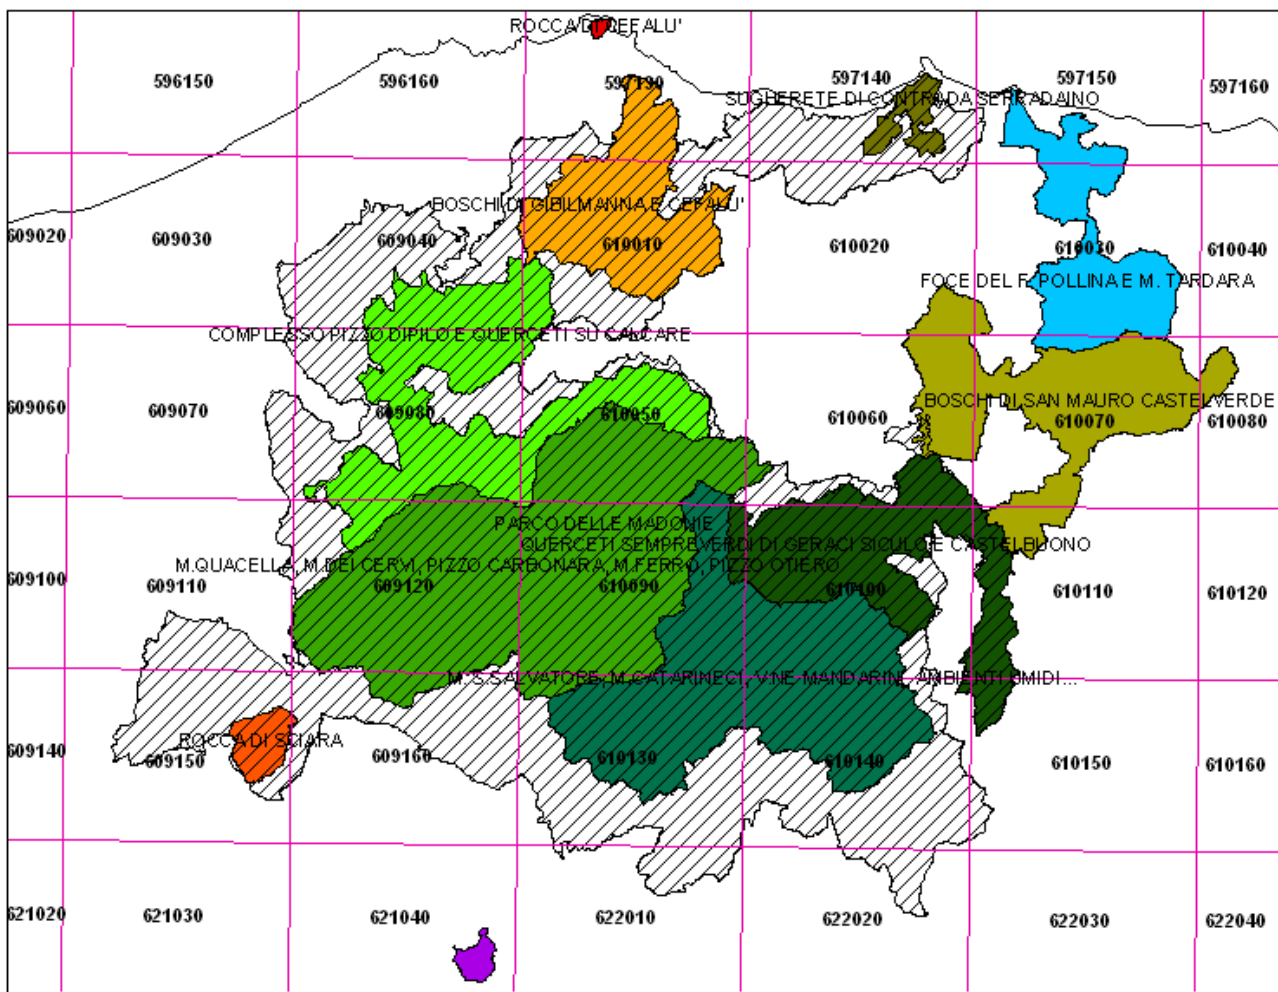 ROCCA DI CEFALU'
596150 596160 597130 597140 597150 597160
SUGHERETE DI CONTRADA SERRADAINO
BOSCHI DI GIBILMANNA E CEFALU'
609020 609030 609040 610010 610020 610030 610040
FOCE DEL F. POLLINA E M. TARDARA
COMPLESSO PIZZO DIPILO E QUERCETI SU CALCARE
BOSCHI DI SAN MAURO CASTELVERDE
609060 609070 609080 610050 610060 610070 610080
PARCO DELLE MADONIE
QUERCETI SEMPREVERDI DI GERACI SICULO E CASTELBUONO
M.QUACELLA, M.DEI CERVI, PIZZO CARBONARA, M.FERRO, PIZZO OTIERO
609100 609110 609120 610090 610100 610110 610120
M. S.SALVATORE, M.CATARINECI, V.NE MANDARINI, AMBIENTI UMIDI...
ROCCA DI SCIARA
609140 609150 609160 610130 610140 610150 610160
621020 621030 621040 622010 622020 622030 622040